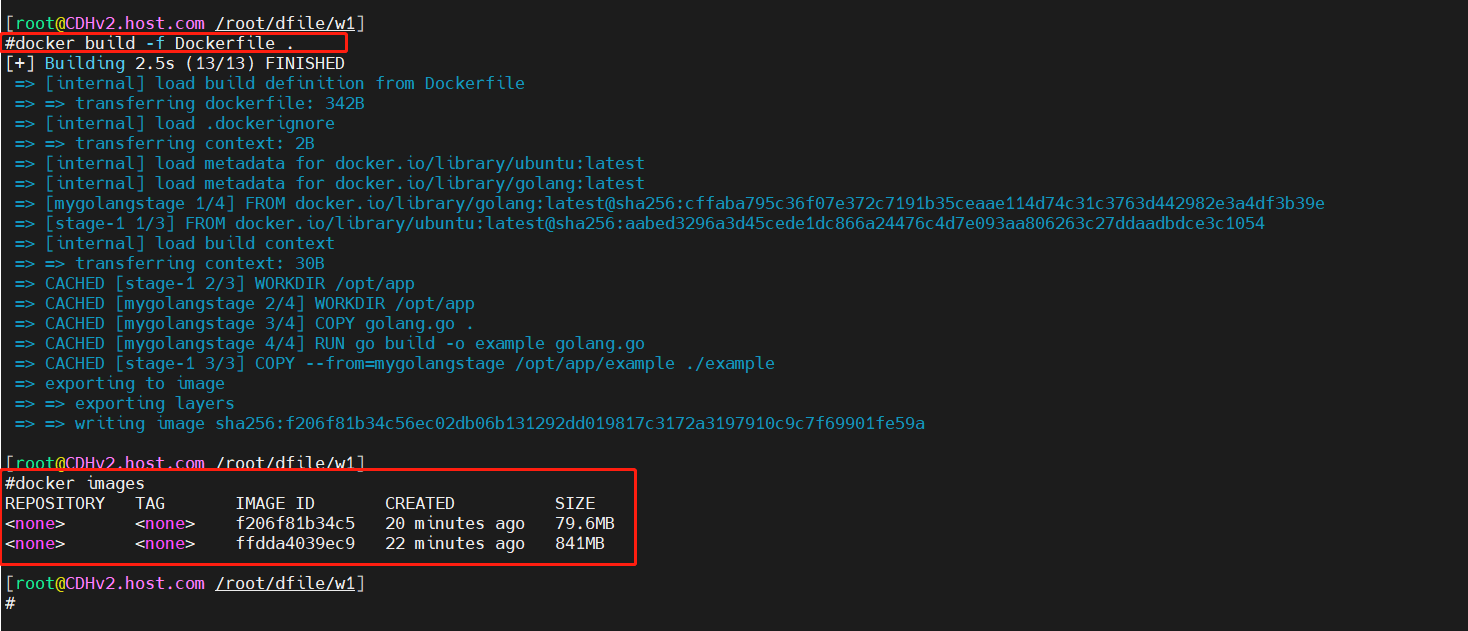 [root@CDHv2.host.com /root/dfile/w1]
#docker build -f Dockerfile .
[+] Building 2.5s (13/13) FINISHED
=> [internal] load build definition from Dockerfile
=> => transferring dockerfile: 342B
=> [internal] load .dockerignore
=> => transferring context: 2B
=> [internal] load metadata for docker.io/library/ubuntu:latest
=> [internal] load metadata for docker.io/library/golang:latest
=> [mygolangstage 1/4] FROM docker.io/library/golang:latest@sha256:cffaba795c36f07e372c7191b35ceaae114d74c31c3763d442982e3a4df3b39e
=> [stage-1 1/3] FROM docker.io/library/ubuntu:latest@sha256:aabed3296a3d45cede1dc866a24476c4d7e093aa806263c27ddaadbdce3c1054
=> [internal] load build context
=> => transferring context: 30B
=> CACHED [stage-1 2/3] WORKDIR /opt/app
=> CACHED [mygolangstage 2/4] WORKDIR /opt/app
=> CACHED [mygolangstage 3/4] COPY golang.go .
=> CACHED [mygolangstage 4/4] RUN go build -o example golang.go
=> CACHED [stage-1 3/3] COPY --from=mygolangstage /opt/app/example ./example
=> exporting to image
=> => exporting layers
=> => writing image sha256:f206f81b34c56ec02db06b131292dd019817c3172a3197910c9c7f69901fe59a
[root@CDHv2.host.com /root/dfile/w1]
#docker images
REPOSITORY TAG IMAGE ID CREATED SIZE
<none> <none> f206f81b34c5 20 minutes ago 79.6MB
<none> <none> ffdda4039ec9 22 minutes ago 841MB
[root@CDHv2.host.com /root/dfile/w1]
#